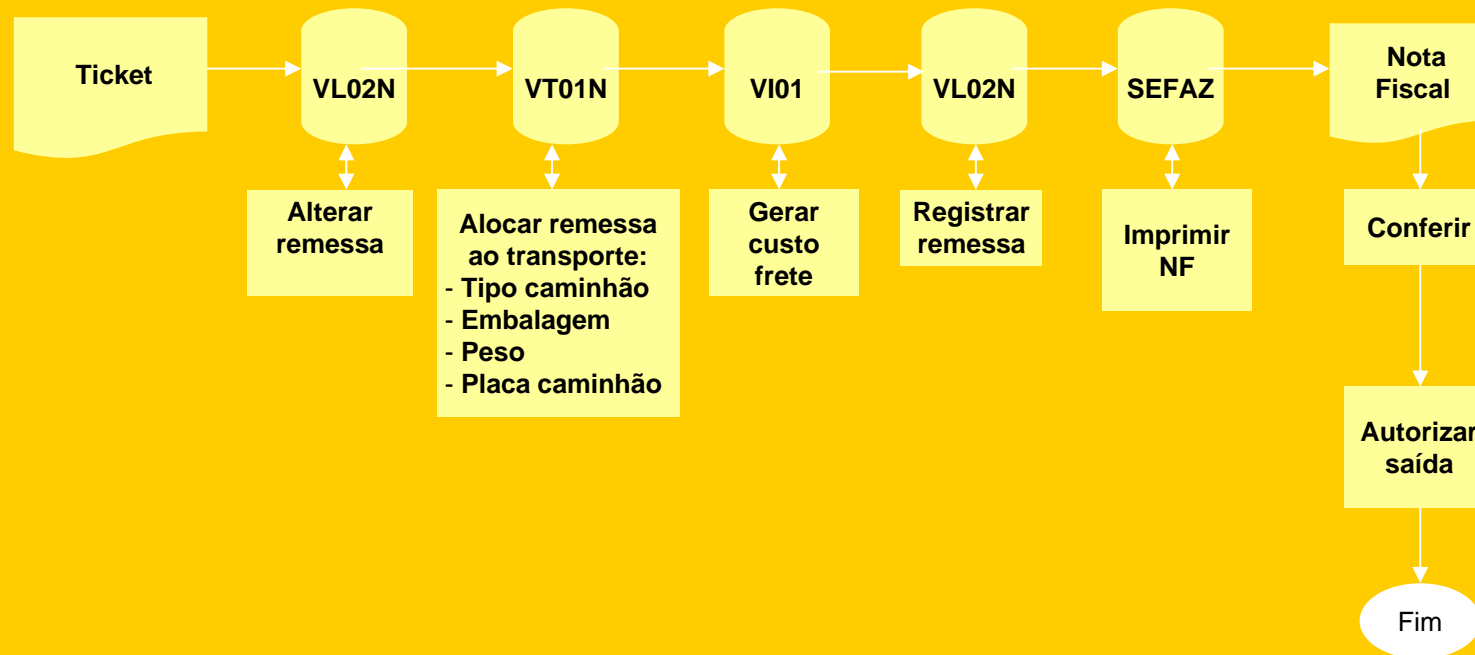 Ticket
VL02N
VT01N
VI01
VL02N
SEFAZ
Nota
Fiscal
Alterar
remessa
Alocar remessa
ao transporte:
- Tipo caminhão
- Embalagem
- Peso
- Placa caminhão
Gerar
custo
frete
Registrar
remessa
Imprimir
NF
Conferir
Autorizar
saída
Fim